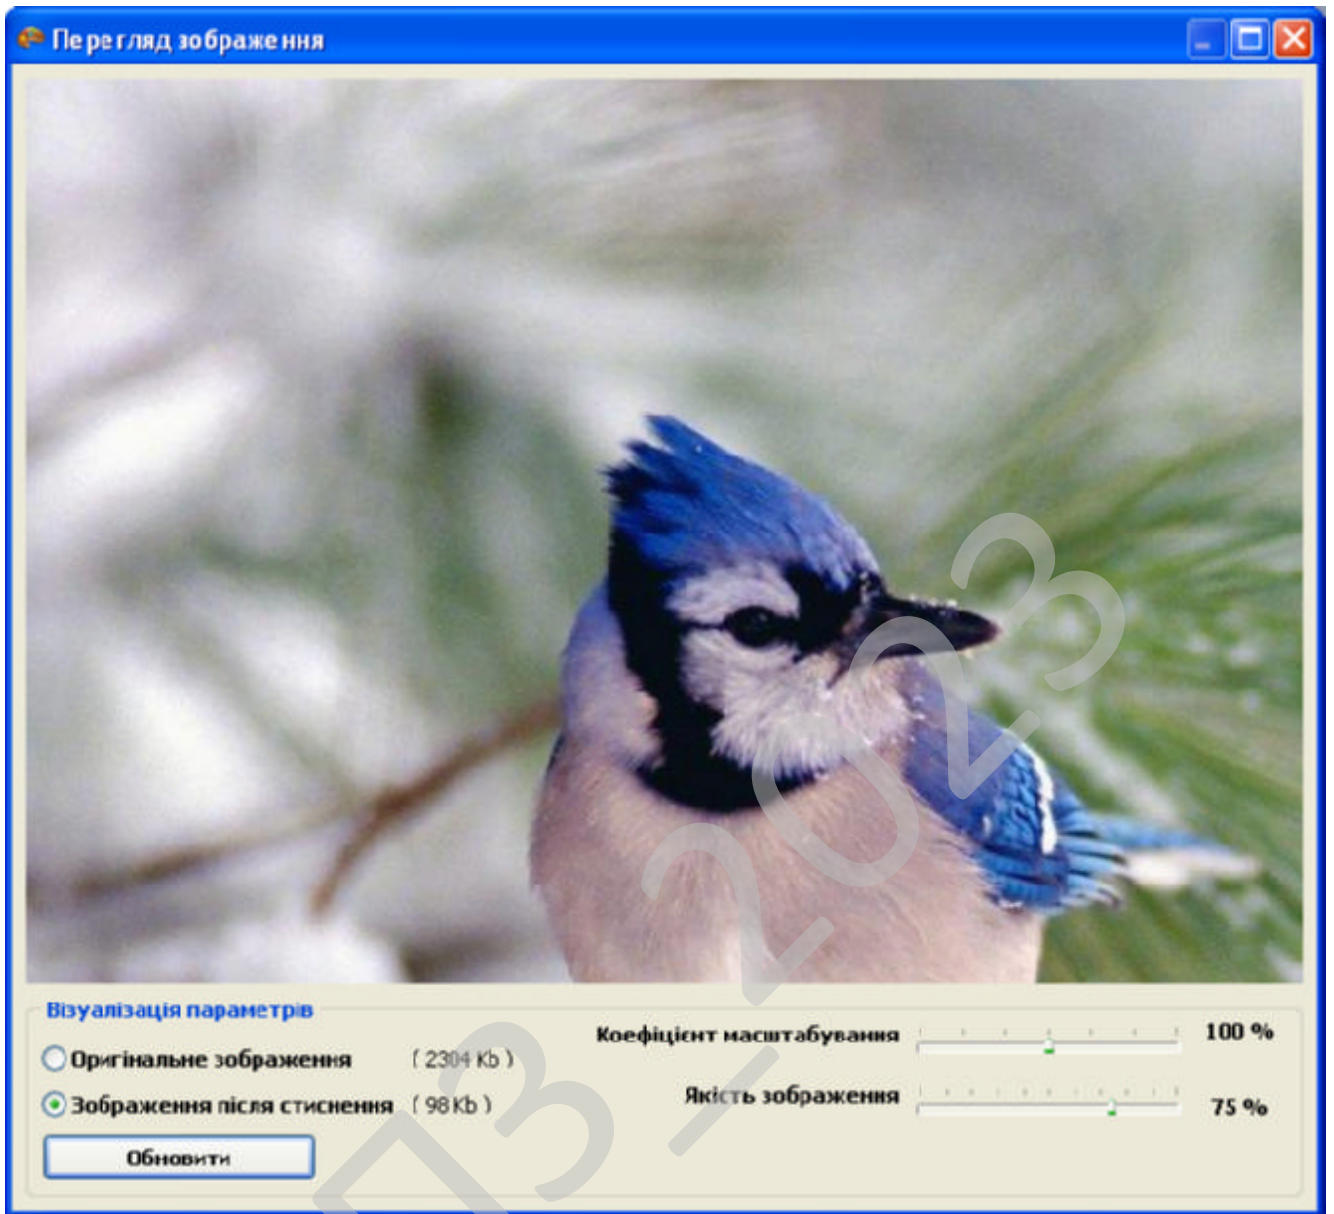 Перегляд зображення
Візуалізація параметрів
Оригінальне зображення ( 2304 Kb )
Зображення після стиснення ( 98 Kb )
Обновити
Коефіцієнт масштабування 100 %
Якість зображення 75 %
ПЗ_2023